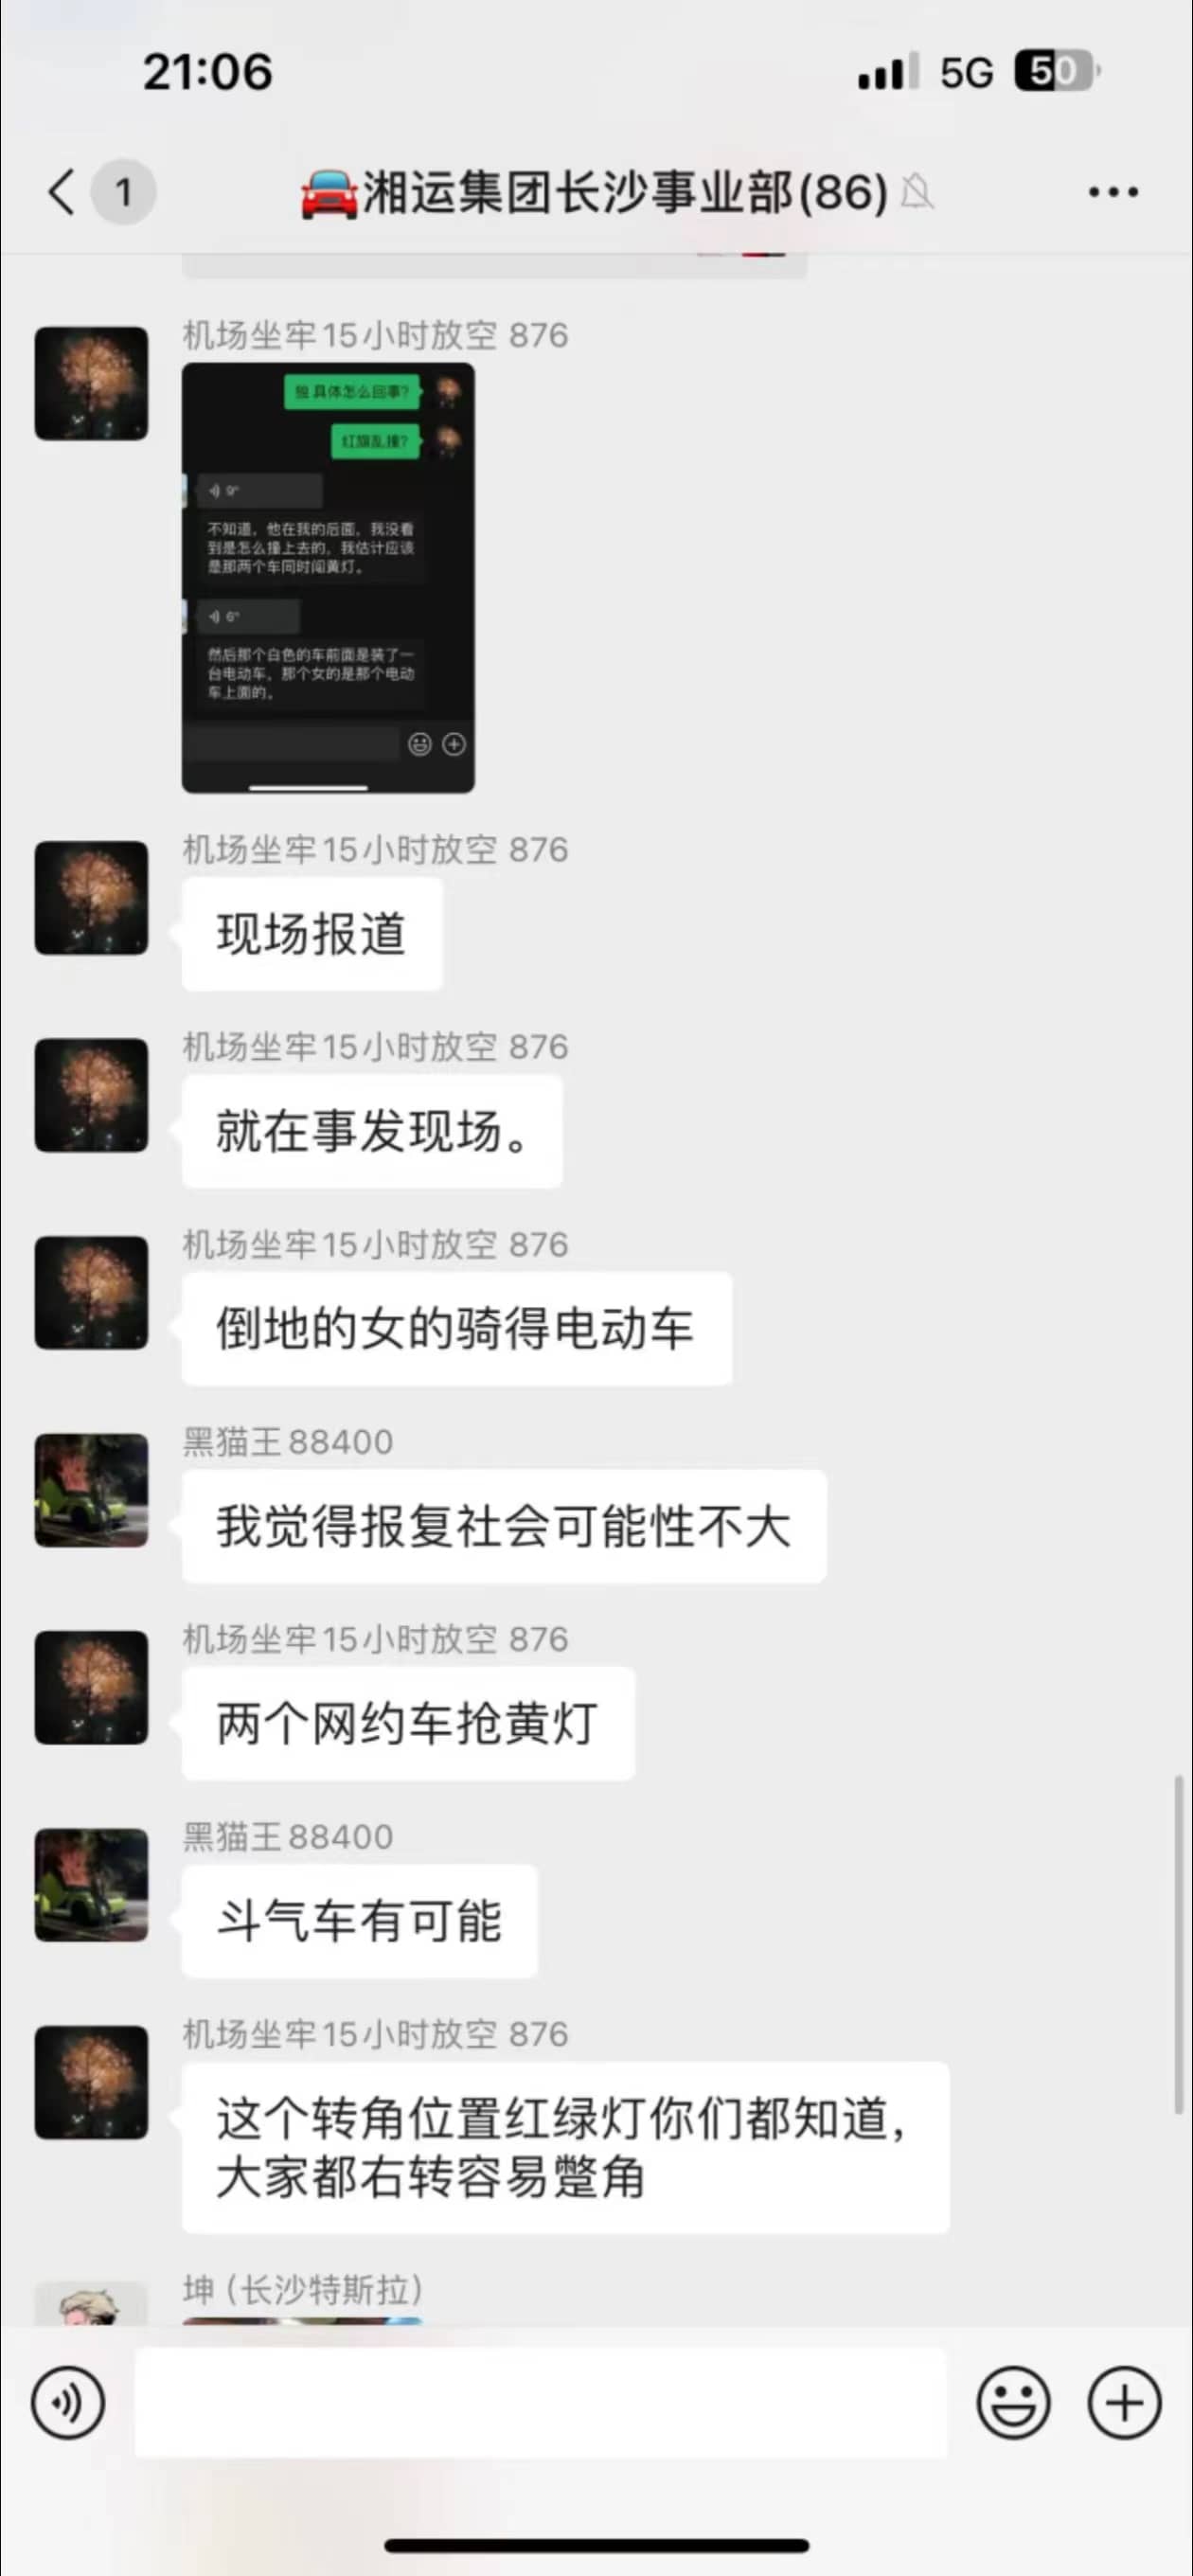 21:06
5G
50
1
湘运集团长沙事业部(86)
机场坐牢15小时放空 876
具体怎么回事?
红旗乱撞?
9"
不知道，他在我的后面，我没看
到是怎么撞上去的，我估计应该
是那两个车同时闯黄灯。
6"
然后那个白色的车前面是装了一
台电动车，那个女的是那个电动
车上面的。
机场坐牢15小时放空 876
现场报道
机场坐牢15小时放空 876
就在事发现场。
机场坐牢15小时放空 876
倒地的女的骑得电动车
黑猫王88400
我觉得报复社会可能性不大
机场坐牢15小时放空 876
两个网约车抢黄灯
黑猫王88400
斗气车有可能
机场坐牢15小时放空 876
这个转角位置红绿灯你们都知道，
大家都右转容易蹩角
坤（长沙特斯拉）